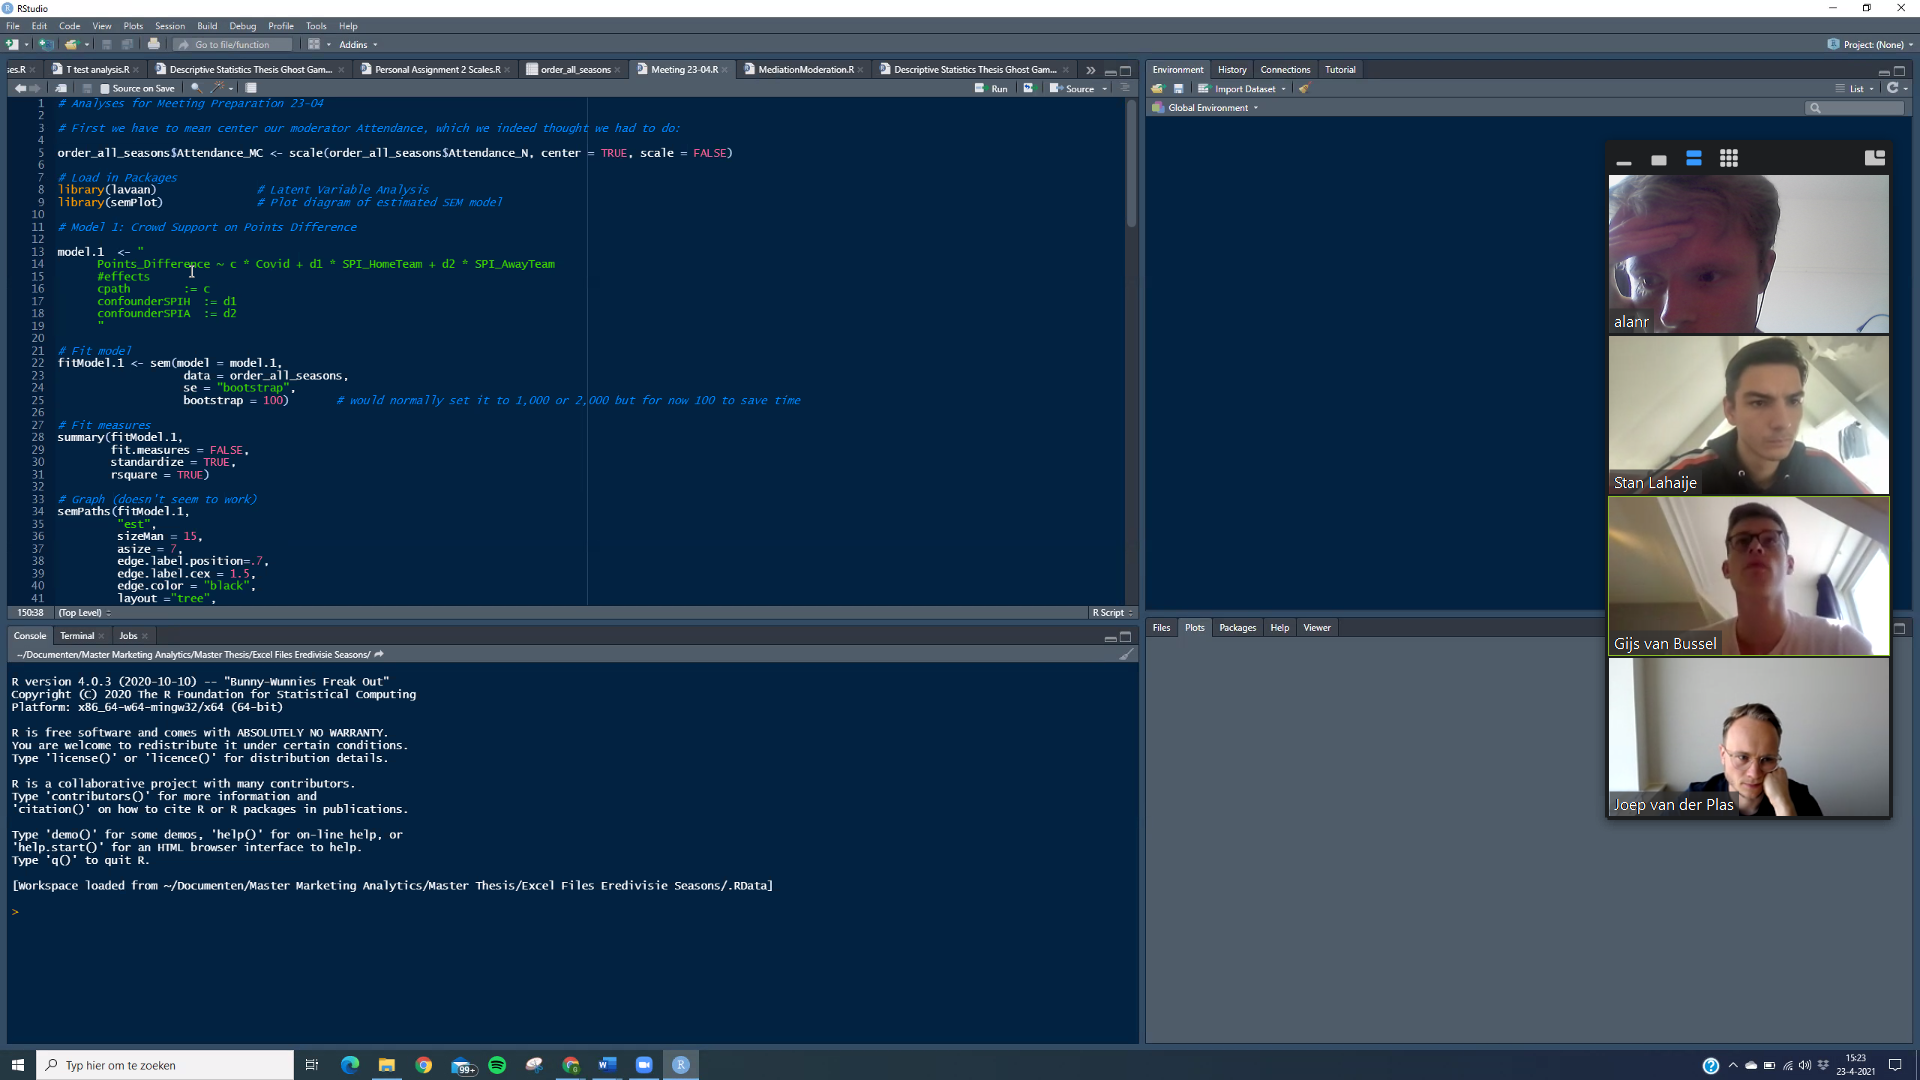 RStudio
File Edit Code View Plots Session Build Debug Profile Tools Help
Go to file/function Addins Project: (None)
ses.R T test analysis.R Descriptive Statistics Thesis Ghost Gam... Personal Assignment 2 Scales.R order_all_seasons Meeting 23-04.R MediationModeration.R Descriptive Statistics Thesis Ghost Gam...
Source on Save Run Source
1 # Analyses for Meeting Preparation 23-04
2
3 # First we have to mean center our moderator Attendance, which we indeed thought we had to do:
4
5 order_all_seasons$Attendance_MC <- scale(order_all_seasons$Attendance_N, center = TRUE, scale = FALSE)
6
7 # Load in Packages
8 library(lavaan) # Latent Variable Analysis
9 library(semPlot) # Plot diagram of estimated SEM model
10
11 # Model 1: Crowd Support on Points Difference
12
13 model.1 <- "
14 Points_Difference ~ c * Covid + d1 * SPI_HomeTeam + d2 * SPI_AwayTeam
15 #effects
16 cpath := c
17 confounderSPIH := d1
18 confounderSPIA := d2
19 "
20
21 # Fit model
22 fitModel.1 <- sem(model = model.1,
23 data = order_all_seasons,
24 se = "bootstrap",
25 bootstrap = 100) # would normally set it to 1,000 or 2,000 but for now 100 to save time
26
27 # Fit measures
28 summary(fitModel.1,
29 fit.measures = FALSE,
30 standardize = TRUE,
31 rsquare = TRUE)
32
33 # Graph (doesn't seem to work)
34 semPaths(fitModel.1,
35 "est",
36 sizeMan = 15,
37 asize = 7,
38 edge.label.position=.7,
39 edge.label.cex = 1.5,
40 edge.color = "black",
41 layout ="tree",
150:38 (Top Level) R Script
Console Terminal Jobs
~/Documenten/Master Marketing Analytics/Master Thesis/Excel Files Eredivisie Seasons/
R version 4.0.3 (2020-10-10) -- "Bunny-Wunnies Freak Out"
Copyright (C) 2020 The R Foundation for Statistical Computing
Platform: x86_64-w64-mingw32/x64 (64-bit)
R is free software and comes with ABSOLUTELY NO WARRANTY.
You are welcome to redistribute it under certain conditions.
Type 'license()' or 'licence()' for distribution details.
R is a collaborative project with many contributors.
Type 'contributors()' for more information and
'citation()' on how to cite R or R packages in publications.
Type 'demo()' for some demos, 'help()' for on-line help, or
'help.start()' for an HTML browser interface to help.
Type 'q()' to quit R.
[Workspace loaded from ~/Documenten/Master Marketing Analytics/Master Thesis/Excel Files Eredivisie Seasons/.RData]
>
Environment History Connections Tutorial
Import Dataset List
Global Environment
Files Plots Packages Help Viewer
alanr
Stan Lahaije
Gijs van Bussel
Joep van der Plas
Typ hier om te zoeken
99+
15:23
23-4-2021